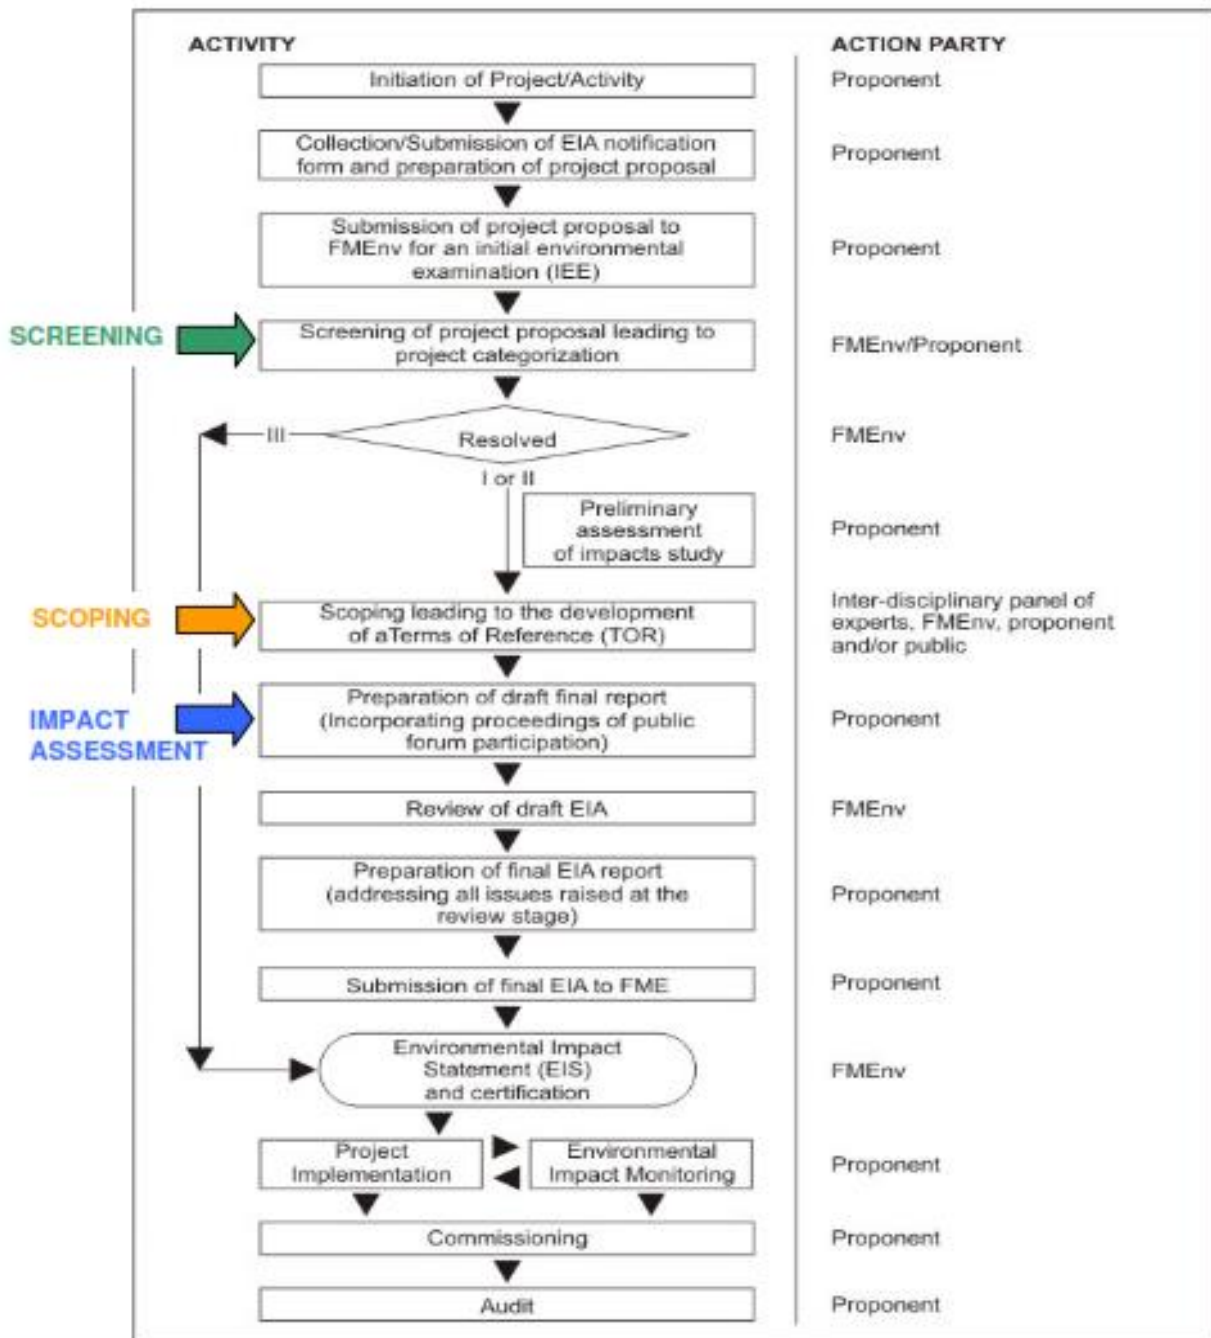 ACTIVITY
ACTION PARTY
Initiation of Project/Activity
Proponent
Collection/Submission of EIA notification
form and preparation of project proposal
Proponent
Submission of project proposal to
FMEnv for an initial environmental
examination (IEE)
Proponent
SCREENING
Screening of project proposal leading to
project categorization
FMEnv/Proponent
III
Resolved
FMEnv
I or II
Preliminary
assessment
of impacts study
Proponent
SCOPING
Scoping leading to the development
of aTerms of Reference (TOR)
Inter-disciplinary panel of
experts, FMEnv, proponent
and/or public
IMPACT
ASSESSMENT
Preparation of draft final report
(Incorporating proceedings of public
forum participation)
Proponent
Review of draft EIA
FMEnv
Preparation of final EIA report
(addressing all issues raised at the
review stage)
Proponent
Submission of final EIA to FME
Proponent
Environmental Impact
Statement (EIS)
and certification
FMEnv
Project
Implementation
Environmental
Impact Monitoring
Proponent
Commissioning
Proponent
Audit
Proponent